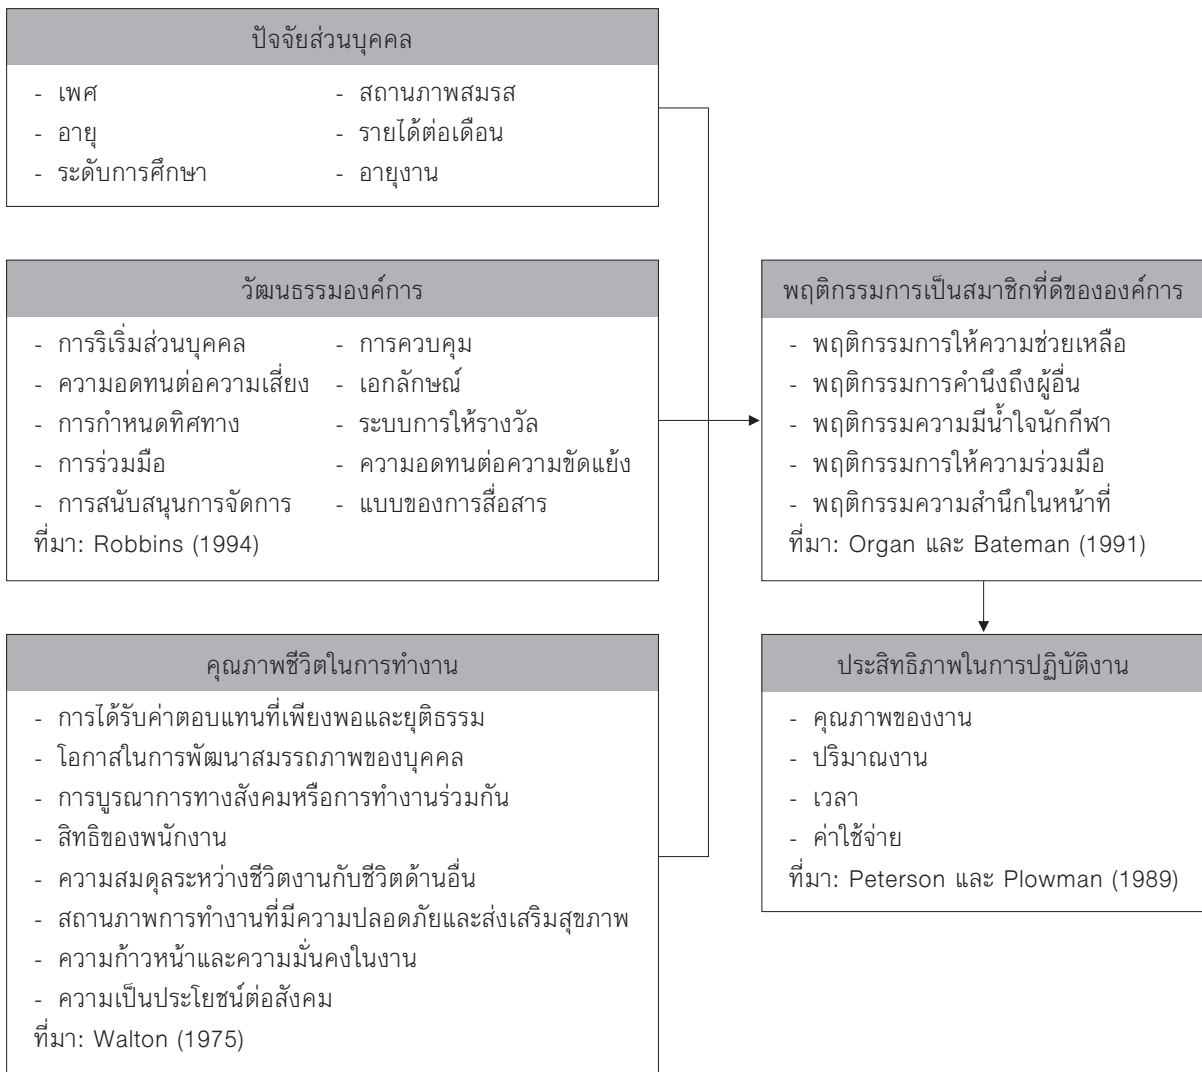 ปัจจัยส่วนบุคคล
- เพศ
- อายุ
- ระดับการศึกษา
- สถานภาพสมรส
- รายได้ต่อเดือน
- อายุงาน
วัฒนธรรมองค์การ
- การริเริ่มส่วนบุคคล
- ความอดทนต่อความเสี่ยง
- การกำหนดทิศทาง
- การร่วมมือ
- การสนับสนุนการจัดการ
- การควบคุม
- เอกลักษณ์
- ระบบการให้รางวัล
- ความอดทนต่อความขัดแย้ง
- แบบของการสื่อสาร
ที่มา: Robbins (1994)
คุณภาพชีวิตในการทำงาน
- การได้รับค่าตอบแทนที่เพียงพอและยุติธรรม
- โอกาสในการพัฒนาสมรรถภาพของบุคคล
- การบูรณาการทางสังคมหรือการทำงานร่วมกัน
- สิทธิของพนักงาน
- ความสมดุลระหว่างชีวิตงานกับชีวิตด้านอื่น
- สถานภาพการทำงานที่มีความปลอดภัยและส่งเสริมสุขภาพ
- ความก้าวหน้าและความมั่นคงในงาน
- ความเป็นประโยชน์ต่อสังคม
ที่มา: Walton (1975)
พฤติกรรมการเป็นสมาชิกที่ดีขององค์การ
- พฤติกรรมการให้ความช่วยเหลือ
- พฤติกรรมการคำนึงถึงผู้อื่น
- พฤติกรรมความมีน้ำใจนักกีฬา
- พฤติกรรมการให้ความร่วมมือ
- พฤติกรรมความสำนึกในหน้าที่
ที่มา: Organ และ Bateman (1991)
ประสิทธิภาพในการปฏิบัติงาน
- คุณภาพของงาน
- ปริมาณงาน
- เวลา
- ค่าใช้จ่าย
ที่มา: Peterson และ Plowman (1989)